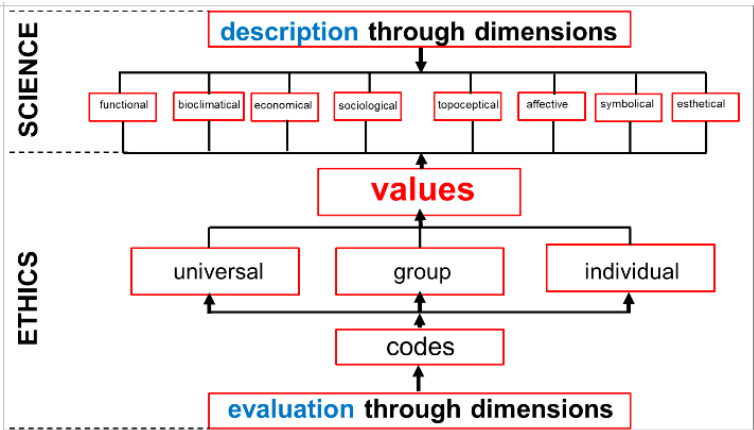 SCIENCE
description through dimensions
functional
bioclimatical
economical
sociological
topoceptical
affective
symbolical
esthetical
values
ETHICS
universal
group
individual
codes
evaluation through dimensions